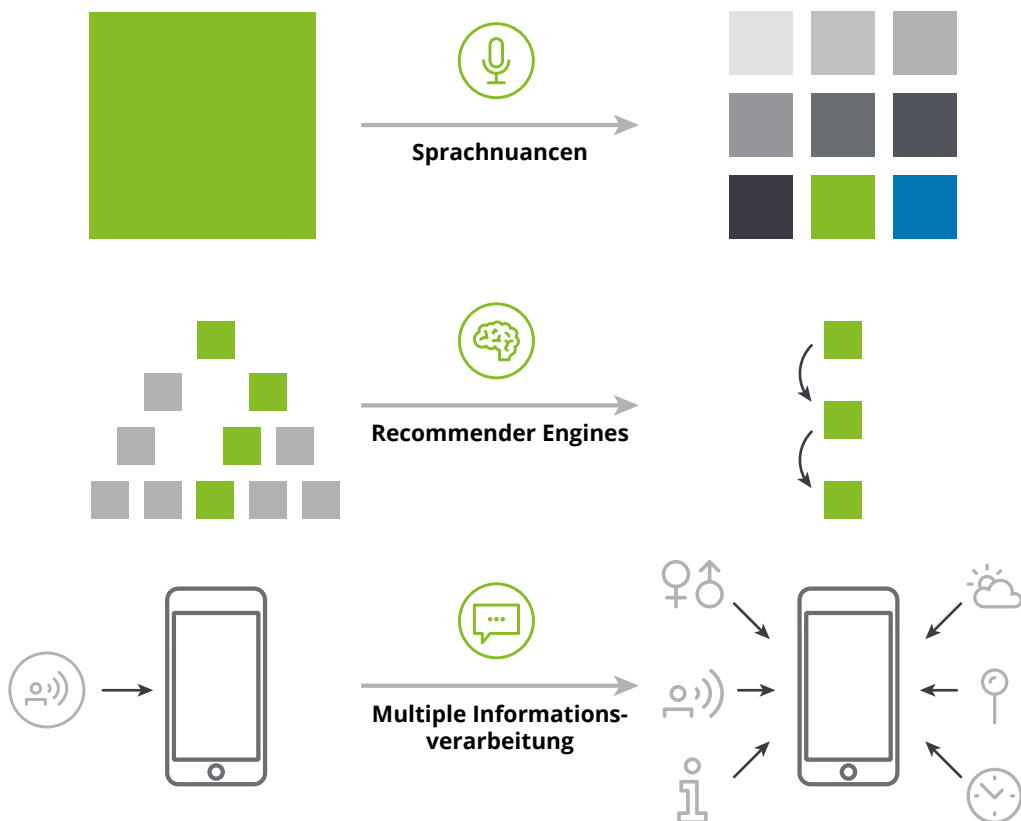 Sprachnuancen
Recommender Engines
Multiple Informations-
verarbeitung